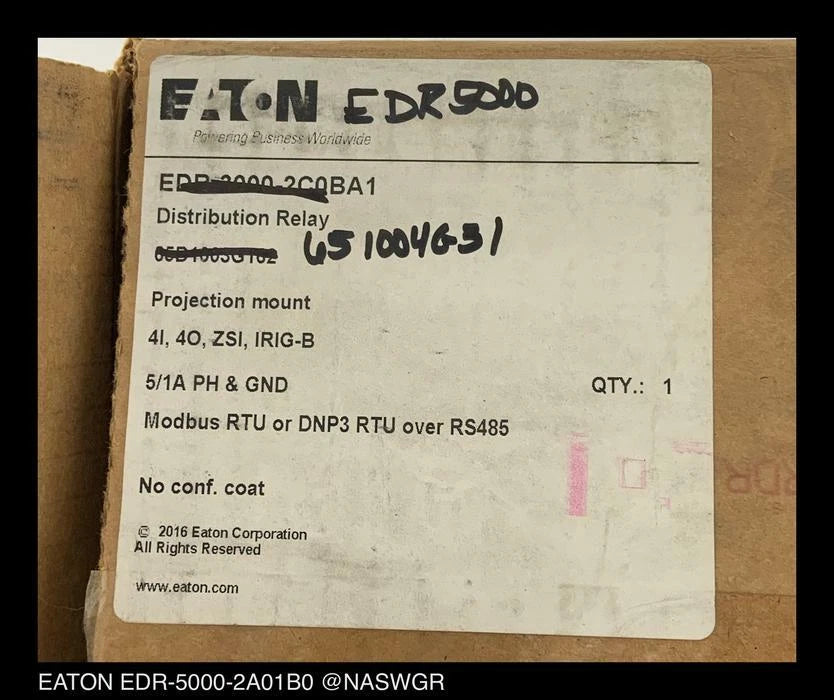 EATON EDR5000
Powering Business Worldwide
EDR-3000-2C0BA1
Distribution Relay
651004G31
Projection mount
4I, 4O, ZSI, IRIG-B
5/1A PH & GND QTY.: 1
Modbus RTU or DNP3 RTU over RS485
No conf. coat
© 2016 Eaton Corporation
All Rights Reserved
www.eaton.com
EATON EDR-5000-2A01B0 @NASWGR